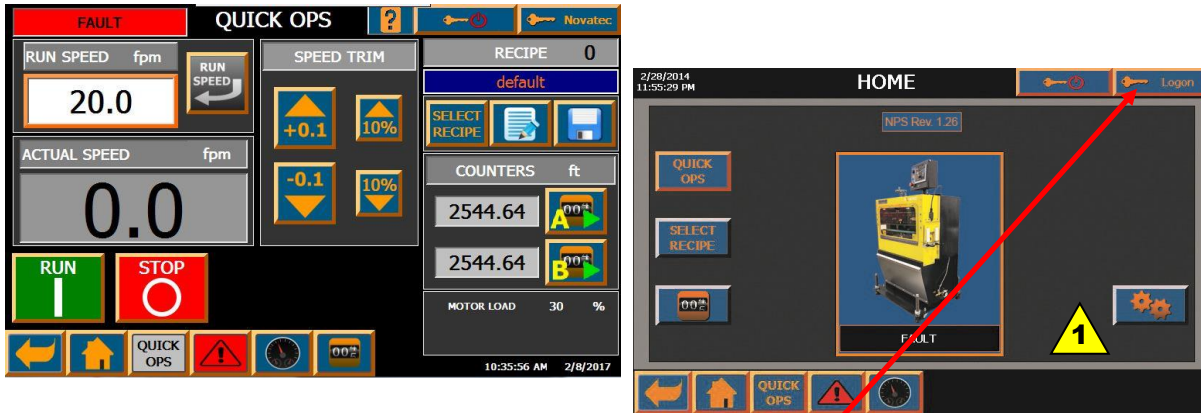 FAULT
QUICK OPS
?
Novatec
RUN SPEED fpm
RUN
SPEED
20.0
SPEED TRIM
+0.1
10%
-0.1
10%
RECIPE 0
default
SELECT
RECIPE
ACTUAL SPEED fpm
0.0
COUNTERS ft
2544.64
A
2544.64
B
RUN
STOP
MOTOR LOAD 30 %
QUICK
OPS
10:35:56 AM 2/8/2017
2/28/2014
11:55:29 PM
HOME
Logon
NPS Rev. 1.26
QUICK
OPS
SELECT
RECIPE
FAULT
1
QUICK
OPS